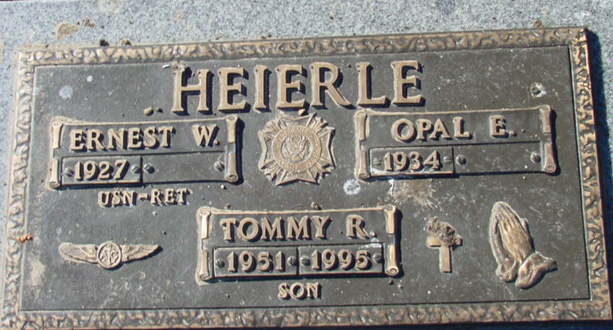 HEIERLE
ERNEST W.
1927
USN-RET
OPAL E.
1934
TOMMY R.
1951 1995
SON